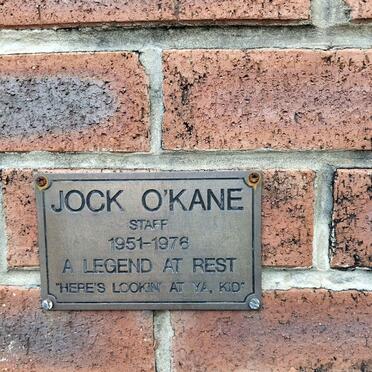 JOCK O'KANE
STAFF
1951-1976
A LEGEND AT REST
"HERE'S LOOKIN' AT YA, KID"